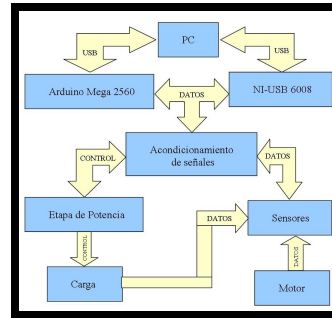 PC
USB
USB
Arduino Mega 2560
DATOS
NI-USB 6008
Acondicionamiento
de señales
CONTROL
DATOS
Etapa de Potencia
DATOS
Sensores
CONTROL
DATOS
Carga
Motor